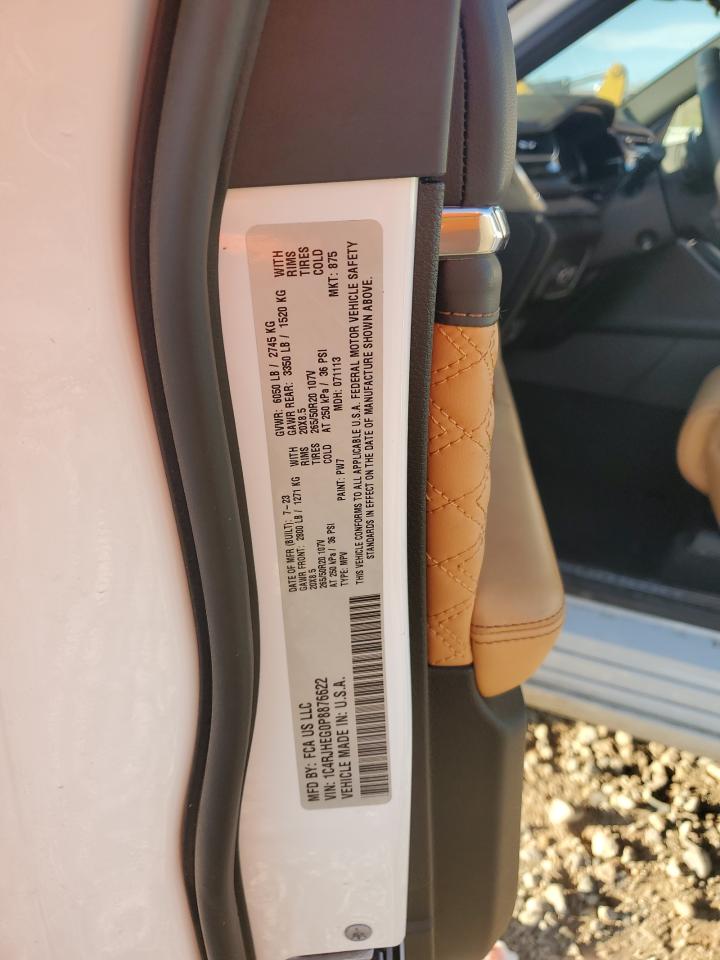 MFD BY: FCA US LLC
VIN: 1C4RJHEG0P8876622
VEHICLE MADE IN: U.S.A.
DATE OF MFR (BUILT): 7-23 GVWR: 6050 LB / 2745 KG
GAWR FRONT: 2800 LB / 1271 KG WITH GAWR REAR: 3350 LB / 1520 KG WITH
20X8.5 RIMS 20X8.5 RIMS
265/50R20 107V TIRES 265/50R20 107V TIRES
AT 250 kPa / 36 PSI COLD AT 250 kPa / 36 PSI COLD
TYPE: MPV PAINT: PW7 MDH: 071113 MKT: 875
THIS VEHICLE CONFORMS TO ALL APPLICABLE U.S.A. FEDERAL MOTOR VEHICLE SAFETY
STANDARDS IN EFFECT ON THE DATE OF MANUFACTURE SHOWN ABOVE.